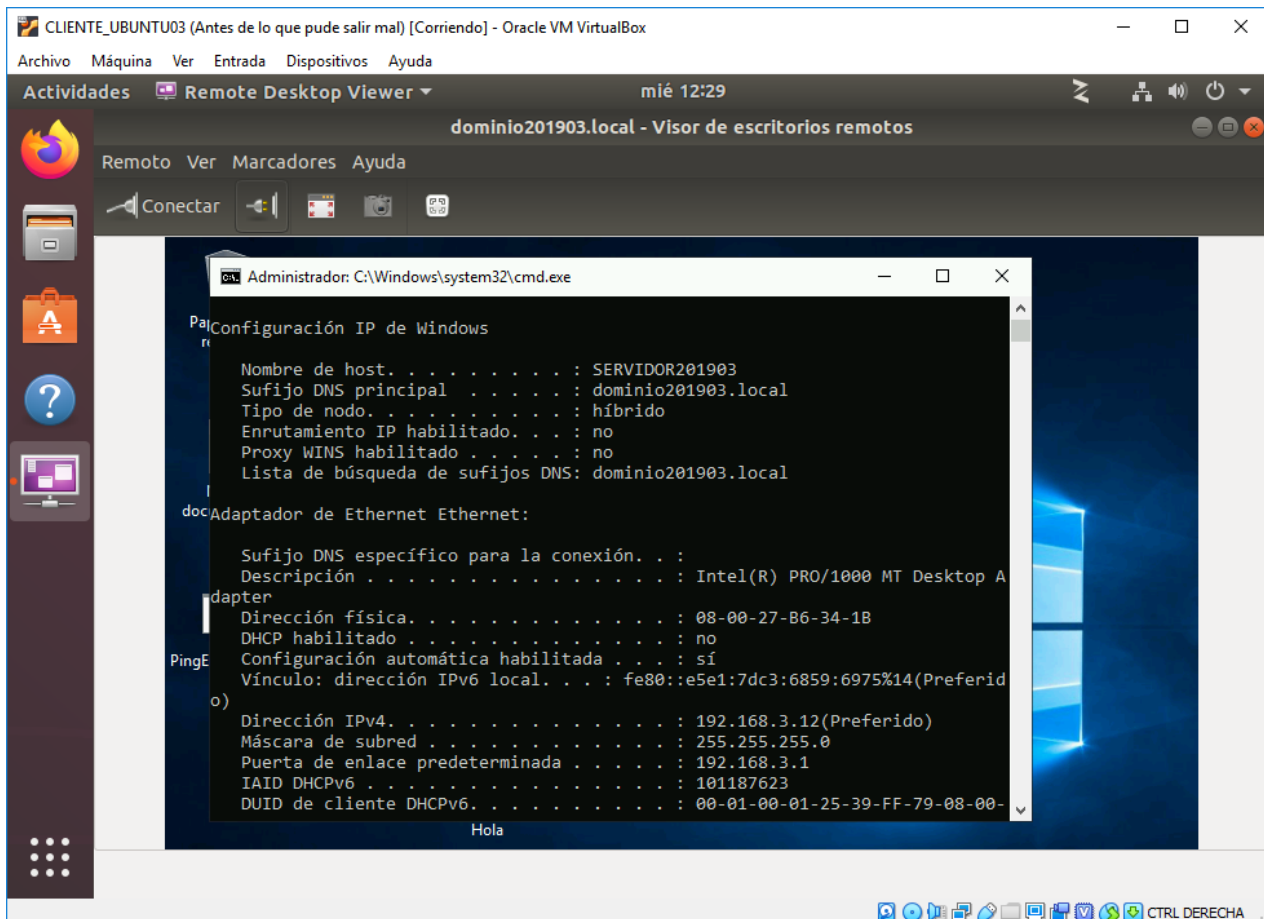 CLIENTE_UBUNTU03 (Antes de lo que pude salir mal) [Corriendo] - Oracle VM VirtualBox
Archivo Máquina Ver Entrada Dispositivos Ayuda
Actividades Remote Desktop Viewer mié 12:29
dominio201903.local - Visor de escritorios remotos
Remoto Ver Marcadores Ayuda
Conectar
Administrador: C:\Windows\system32\cmd.exe
Configuración IP de Windows
Nombre de host. . . . . . . . . : SERVIDOR201903
Sufijo DNS principal . . . . . : dominio201903.local
Tipo de nodo. . . . . . . . . . : híbrido
Enrutamiento IP habilitado. . . : no
Proxy WINS habilitado . . . . . : no
Lista de búsqueda de sufijos DNS: dominio201903.local
Adaptador de Ethernet Ethernet:
Sufijo DNS específico para la conexión. . :
Descripción . . . . . . . . . . . . . . . : Intel(R) PRO/1000 MT Desktop A
dapter
Dirección física. . . . . . . . . . . . . : 08-00-27-B6-34-1B
DHCP habilitado . . . . . . . . . . . . . : no
Configuración automática habilitada . . . : sí
Vínculo: dirección IPv6 local. . . : fe80::e5e1:7dc3:6859:6975%14(Preferid
o)
Dirección IPv4. . . . . . . . . . . . . . : 192.168.3.12(Preferido)
Máscara de subred . . . . . . . . . . . . : 255.255.255.0
Puerta de enlace predeterminada . . . . . : 192.168.3.1
IAID DHCPv6 . . . . . . . . . . . . . . . : 101187623
DUID de cliente DHCPv6. . . . . . . . . . : 00-01-00-01-25-39-FF-79-08-00-
Hola
CTRL DERECHA